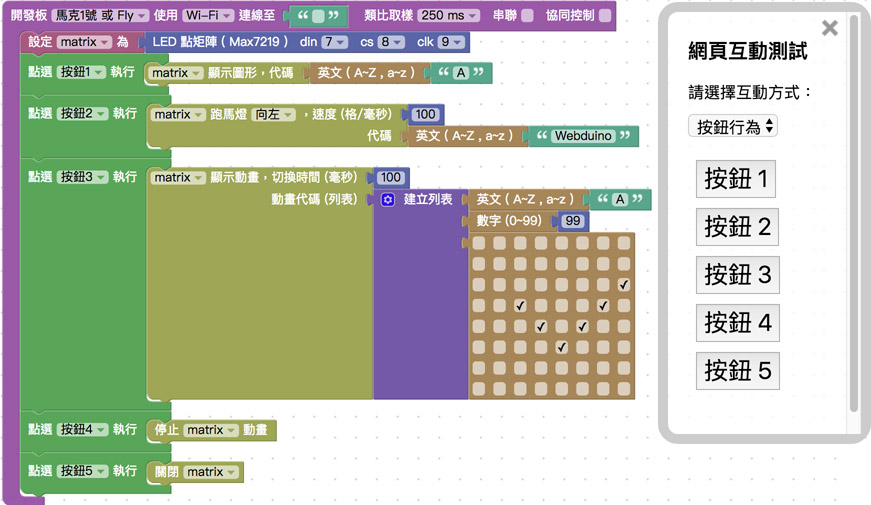 開發板 馬克1號 或 Fly 使用 Wi-Fi 連線至 “ ” 類比取樣 250 ms 串聯 協同控制
設定 matrix 為 LED 點矩陣 ( Max7219 ) din 7 cs 8 clk 9
點選 按鈕1 執行 matrix 顯示圖形，代碼 英文 ( A~Z , a~z ) “ A ”
點選 按鈕2 執行 matrix 跑馬燈 向左 ，速度 (格/毫秒) 100
代碼 英文 ( A~Z , a~z ) “ Webduino ”
點選 按鈕3 執行 matrix 顯示動畫，切換時間 (毫秒) 100
動畫代碼 (列表) 建立列表 英文 ( A~Z , a~z ) “ A ”
數字 (0~99) 99
點選 按鈕4 執行 停止 matrix 動畫
點選 按鈕5 執行 關閉 matrix
網頁互動測試
請選擇互動方式：
按鈕行為
按鈕 1
按鈕 2
按鈕 3
按鈕 4
按鈕 5